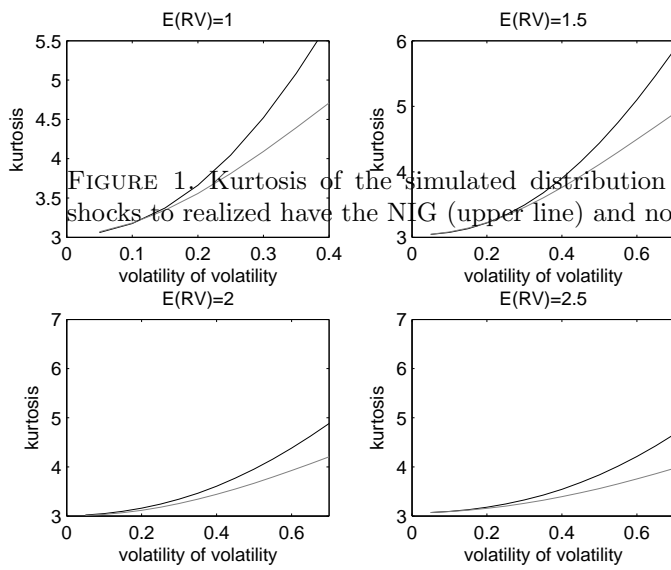 E(RV)=1
5.5
5
4.5
4
3.5
3
kurtosis
0 0.1 0.2 0.3 0.4
volatility of volatility
E(RV)=1.5
6
5
4
3
kurtosis
0 0.2 0.4 0.6
volatility of volatility
FIGURE 1. Kurtosis of the simulated distribution
shocks to realized have the NIG (upper line) and no
E(RV)=2
7
6
5
4
3
kurtosis
0 0.2 0.4 0.6
volatility of volatility
E(RV)=2.5
7
6
5
4
3
kurtosis
0 0.2 0.4 0.6
volatility of volatility